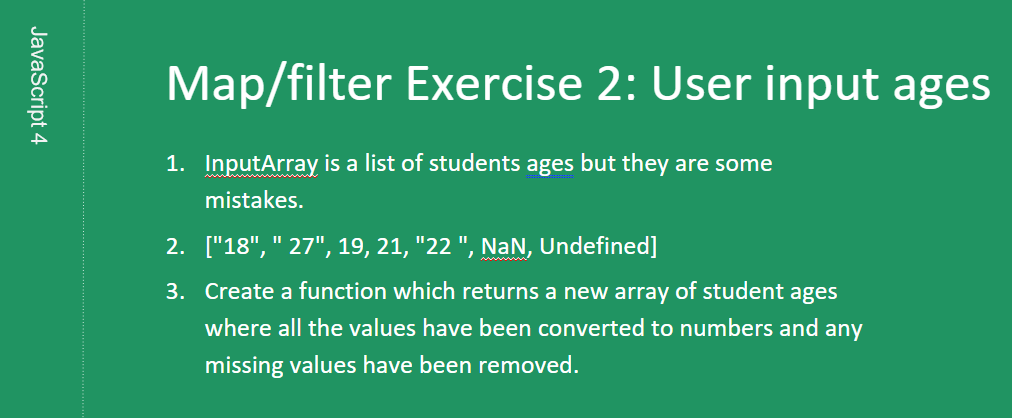 JavaScript 4
Map/filter Exercise 2: User input ages
1. InputArray is a list of students ages but they are some
mistakes.
2. ["18", " 27", 19, 21, "22 ", NaN, Undefined]
3. Create a function which returns a new array of student ages
where all the values have been converted to numbers and any
missing values have been removed.